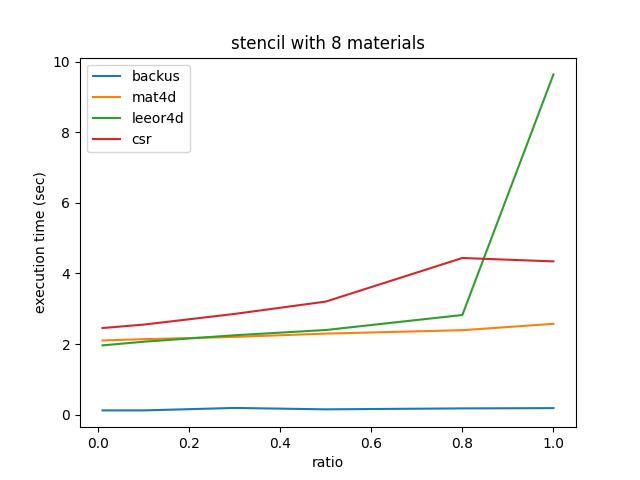 stencil with 8 materials
execution time (sec)
10
8
6
4
2
0
backus
mat4d
leeor4d
csr
0.0 0.2 0.4 0.6 0.8 1.0
ratio